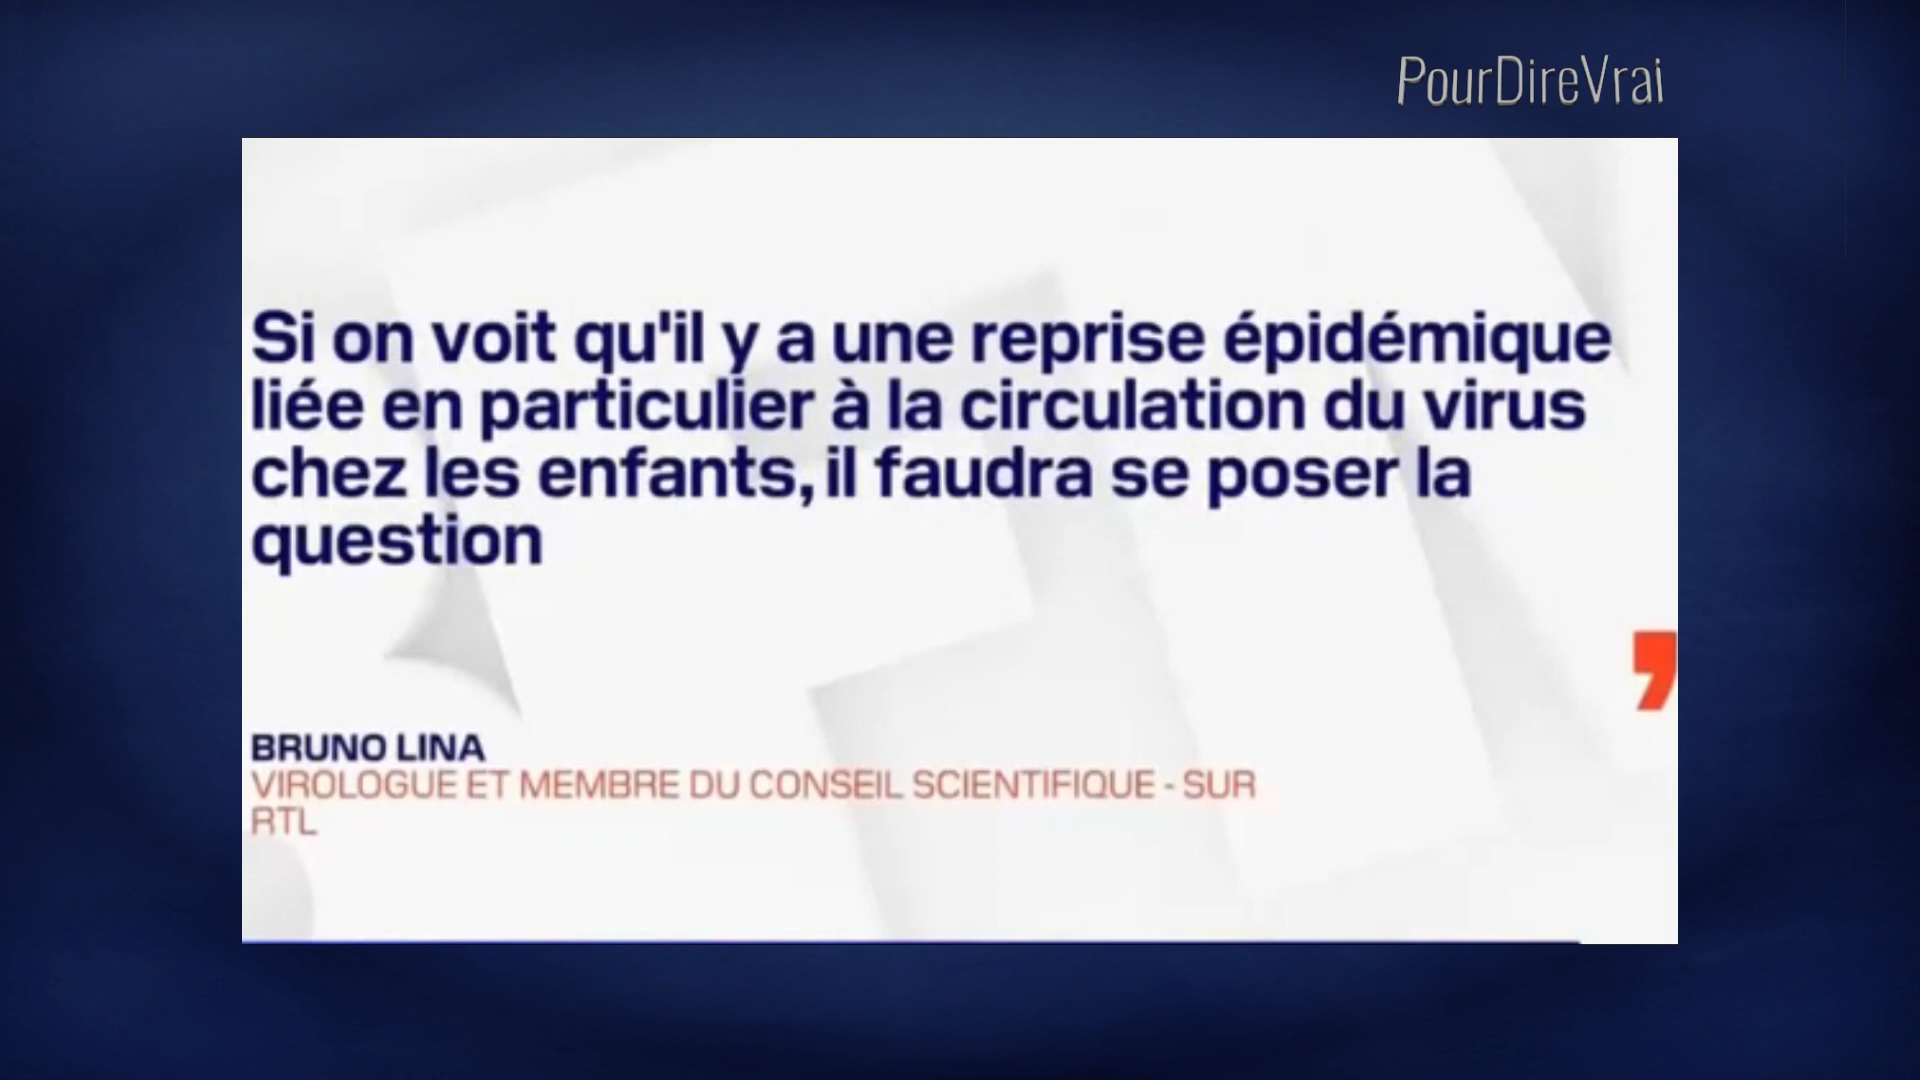 PourDireVrai
Si on voit qu'il y a une reprise épidémique
liée en particulier à la circulation du virus
chez les enfants, il faudra se poser la
question
’
BRUNO LINA
VIROLOGUE ET MEMBRE DU CONSEIL SCIENTIFIQUE - SUR
RTL